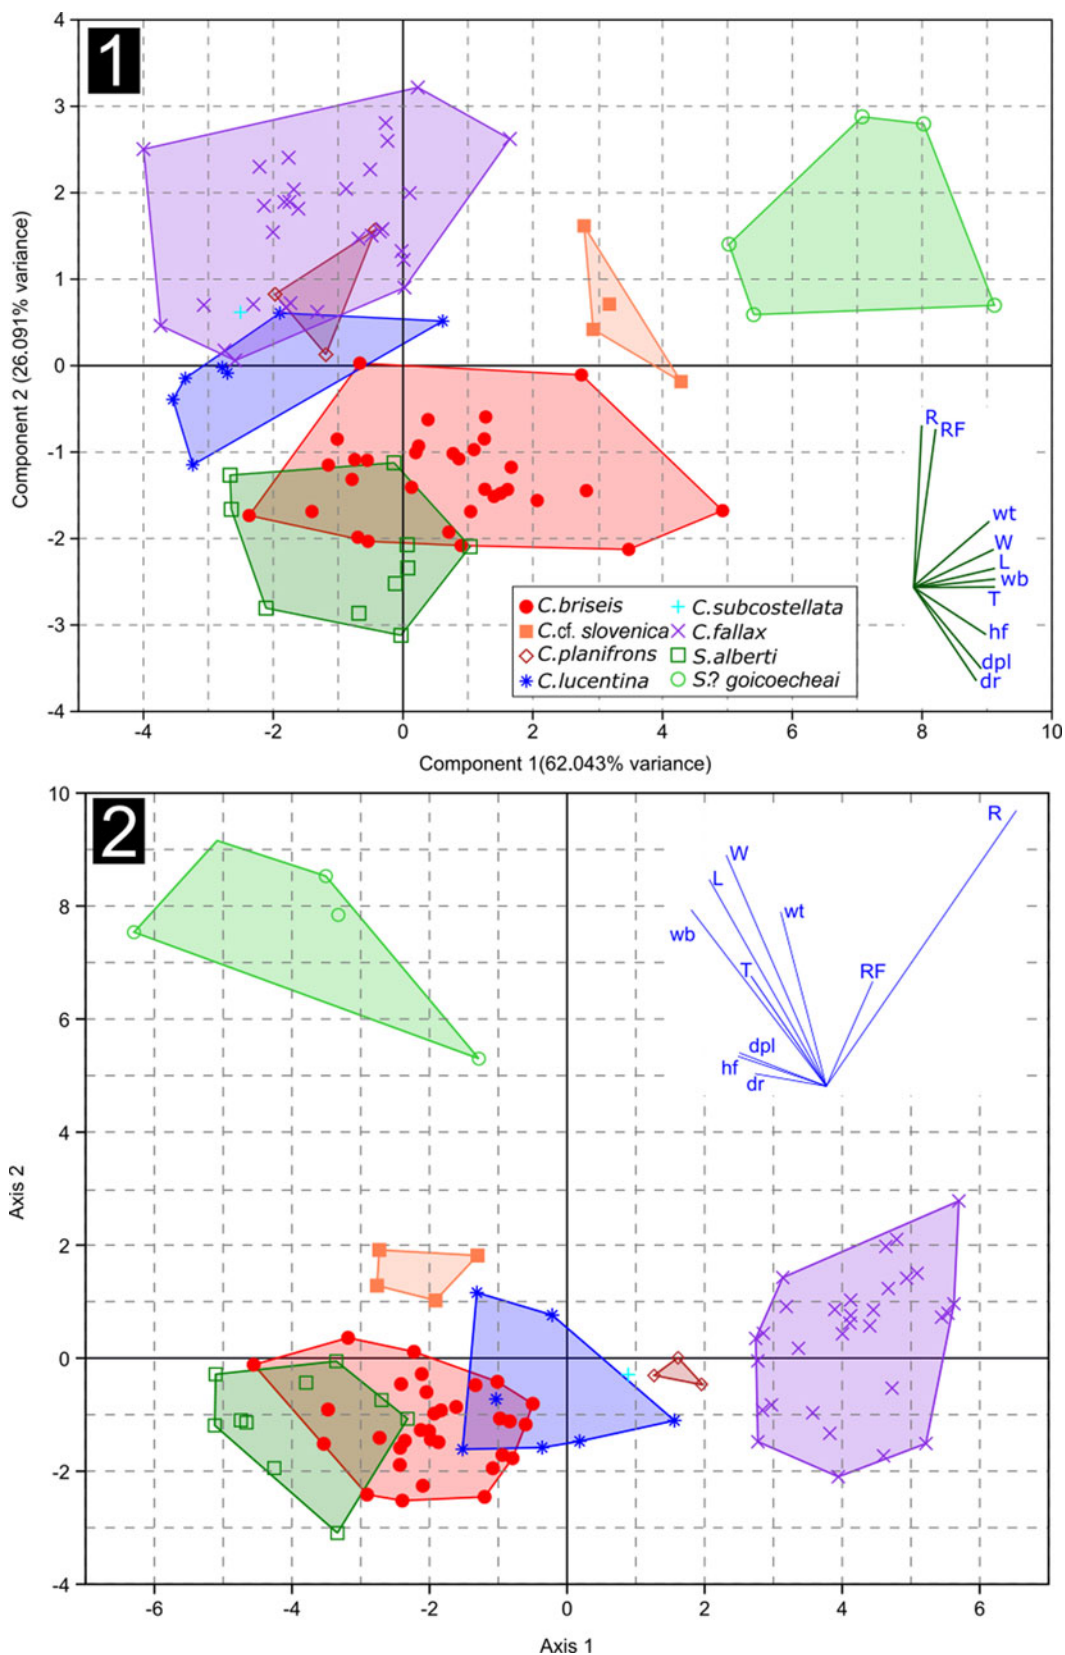 1
4
3
2
1
0
-1
-2
-3
-4
-4
-2
0
2
4
6
8
10
Component 2 (26.091% variance)
Component 1(62.043% variance)
R
RF
wt
W
L
wb
T
hf
dpl
dr
C.briseis
C.cf. slovenica
C.planifrons
C.lucentina
C.subcostellata
C.fallax
S.alberti
S.? goicoecheai
2
10
8
6
4
2
0
-2
-4
-6
-4
-2
0
2
4
6
Axis 2
Axis 1
R
W
L
wt
wb
T
RF
dpl
hf
dr